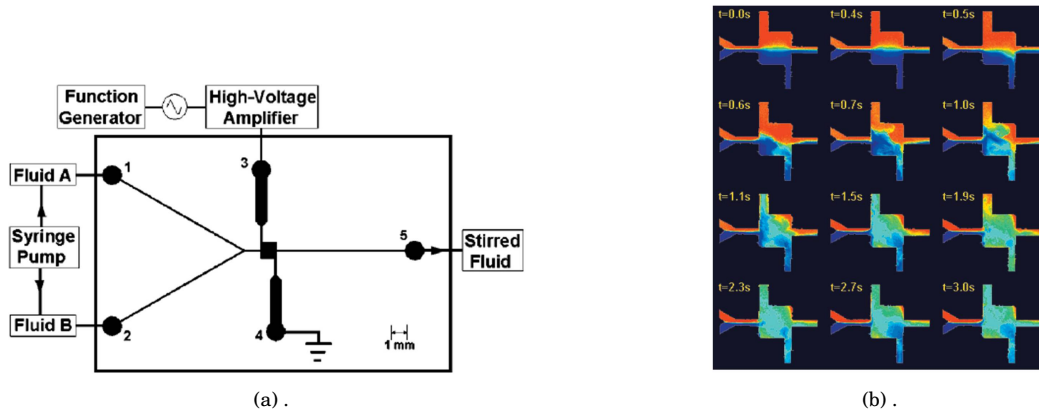 Function
Generator
High-Voltage
Amplifier
Fluid A
Syringe
Pump
Fluid B
1
2
3
4
5
Stirred
Fluid
1 mm
(a) .
t=0.0s
t=0.4s
t=0.5s
t=0.6s
t=0.7s
t=1.0s
t=1.1s
t=1.5s
t=1.9s
t=2.3s
t=2.7s
t=3.0s
(b) .